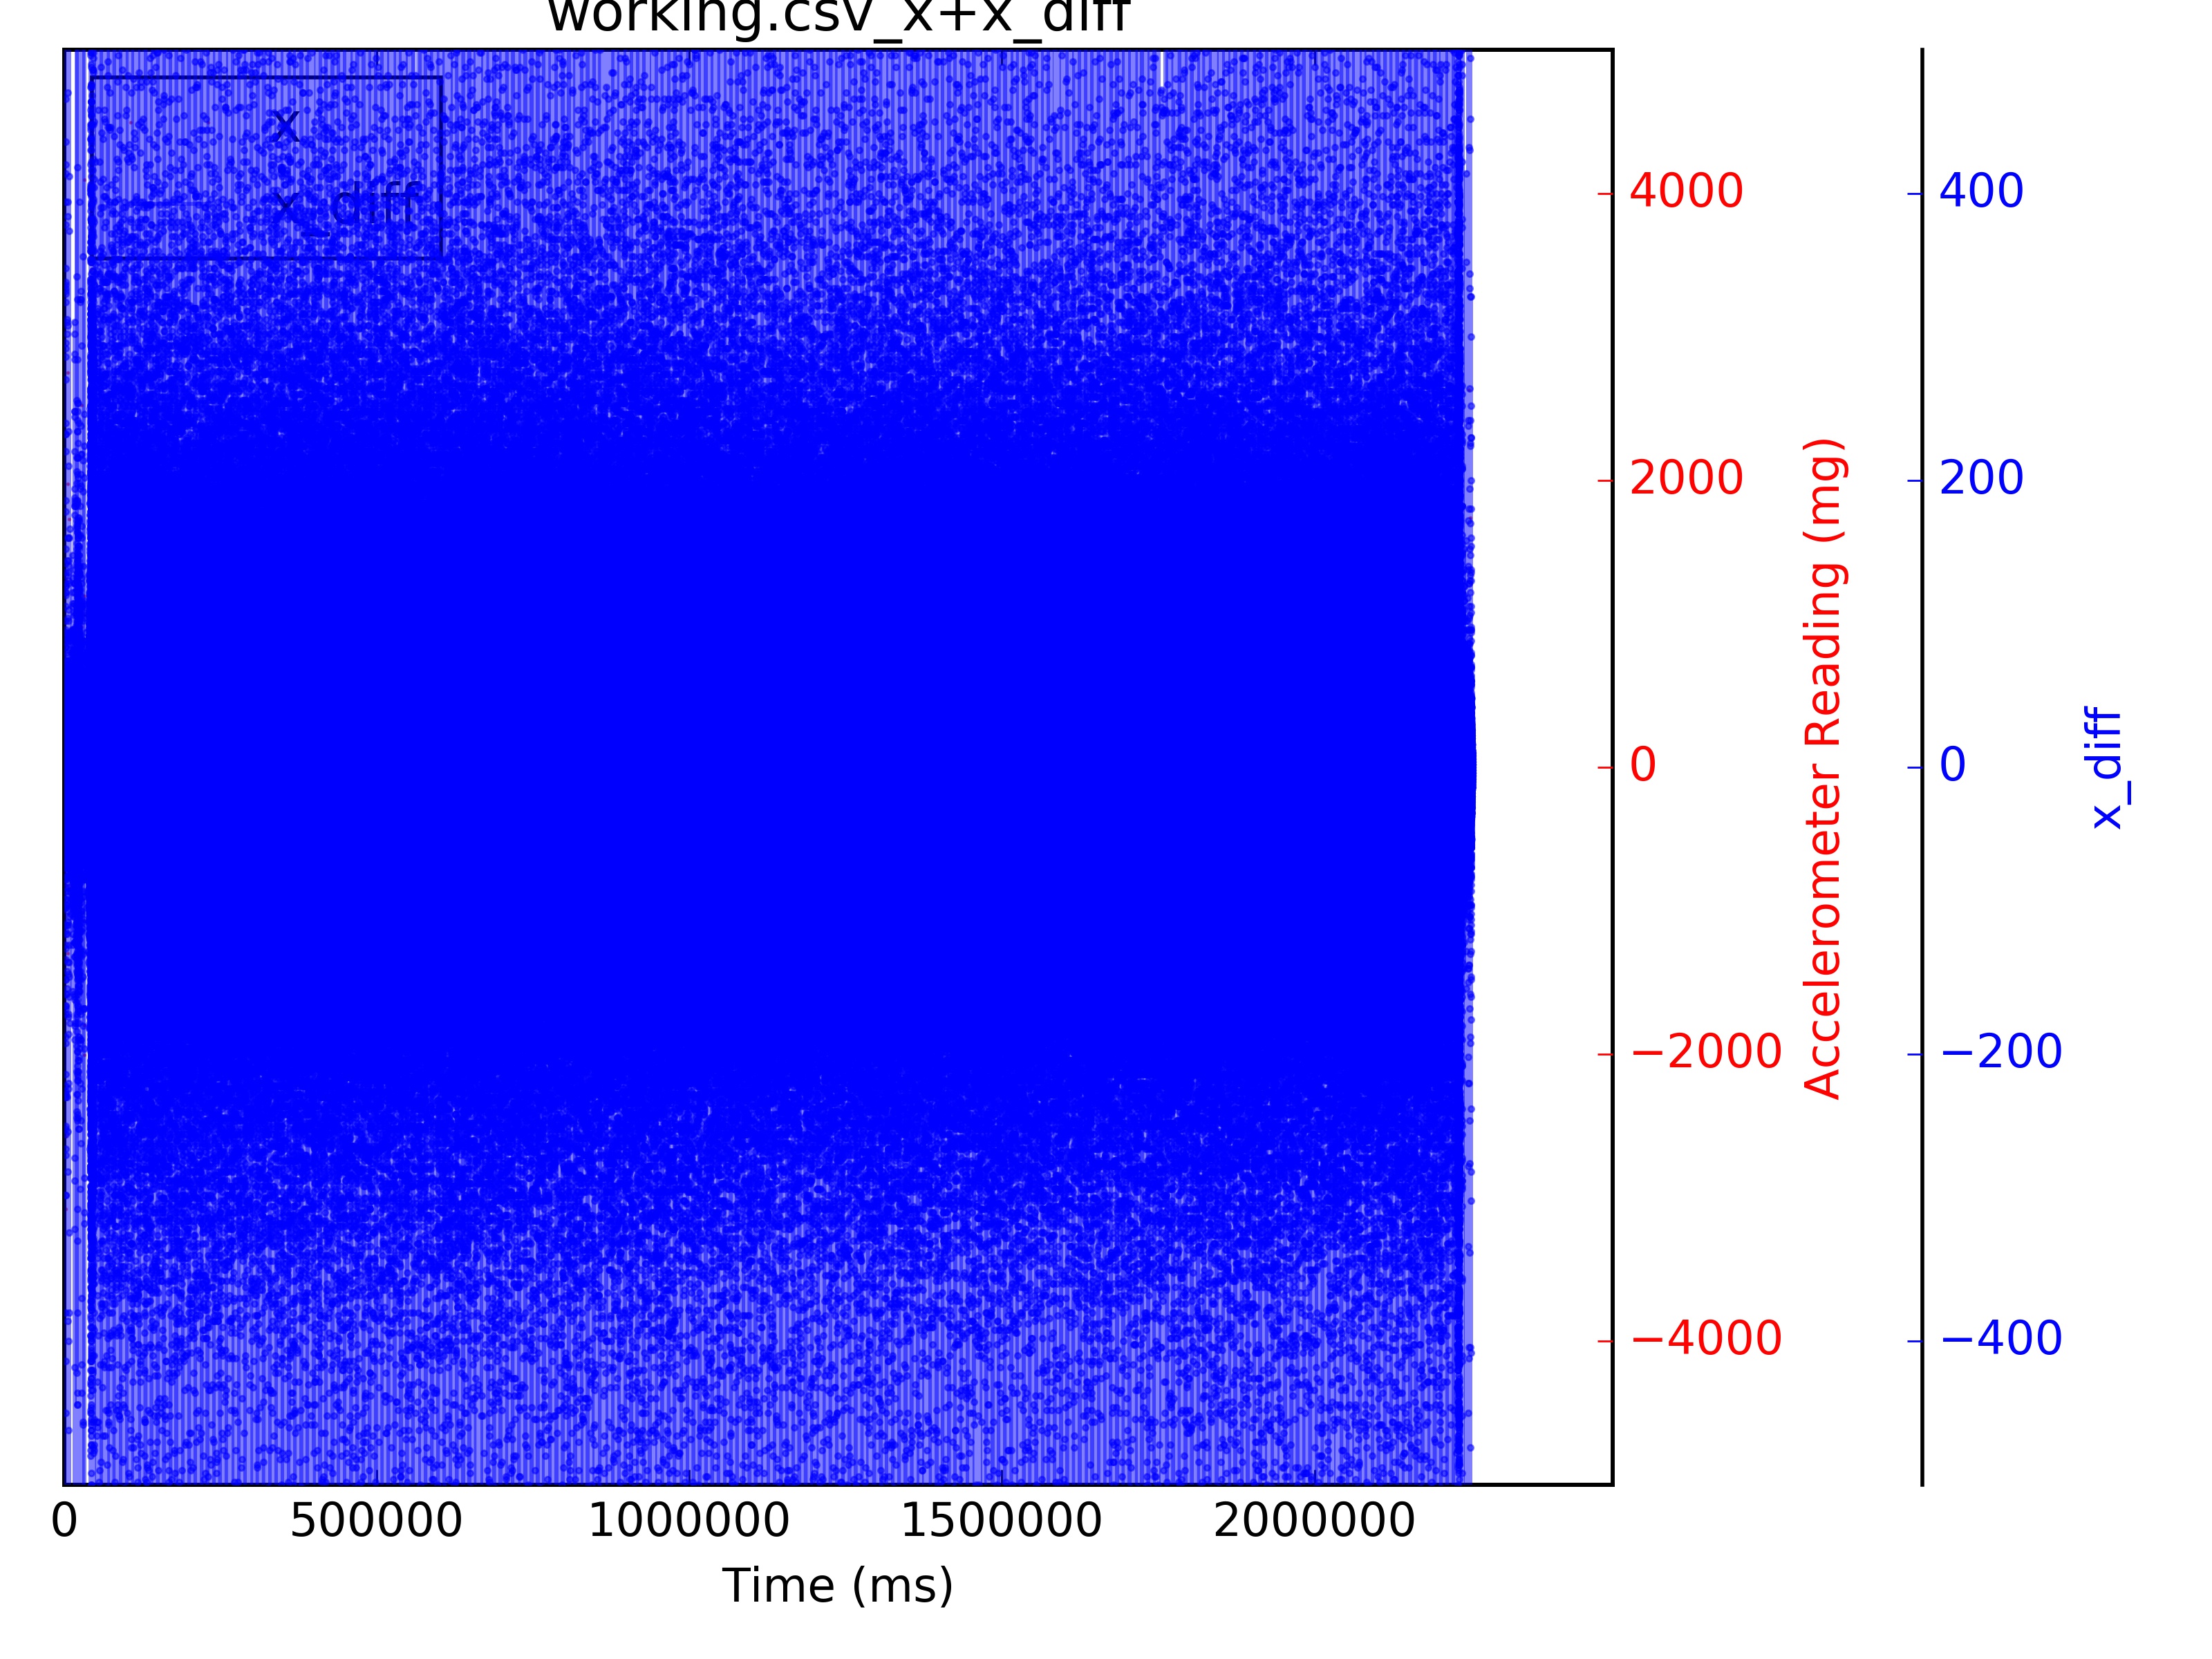 working.csv_x+x_diff
x
x_diff
4000
2000
0
−2000
−4000
Accelerometer Reading (mg)
400
200
0
−200
−400
x_diff
0
500000
1000000
1500000
2000000
Time (ms)